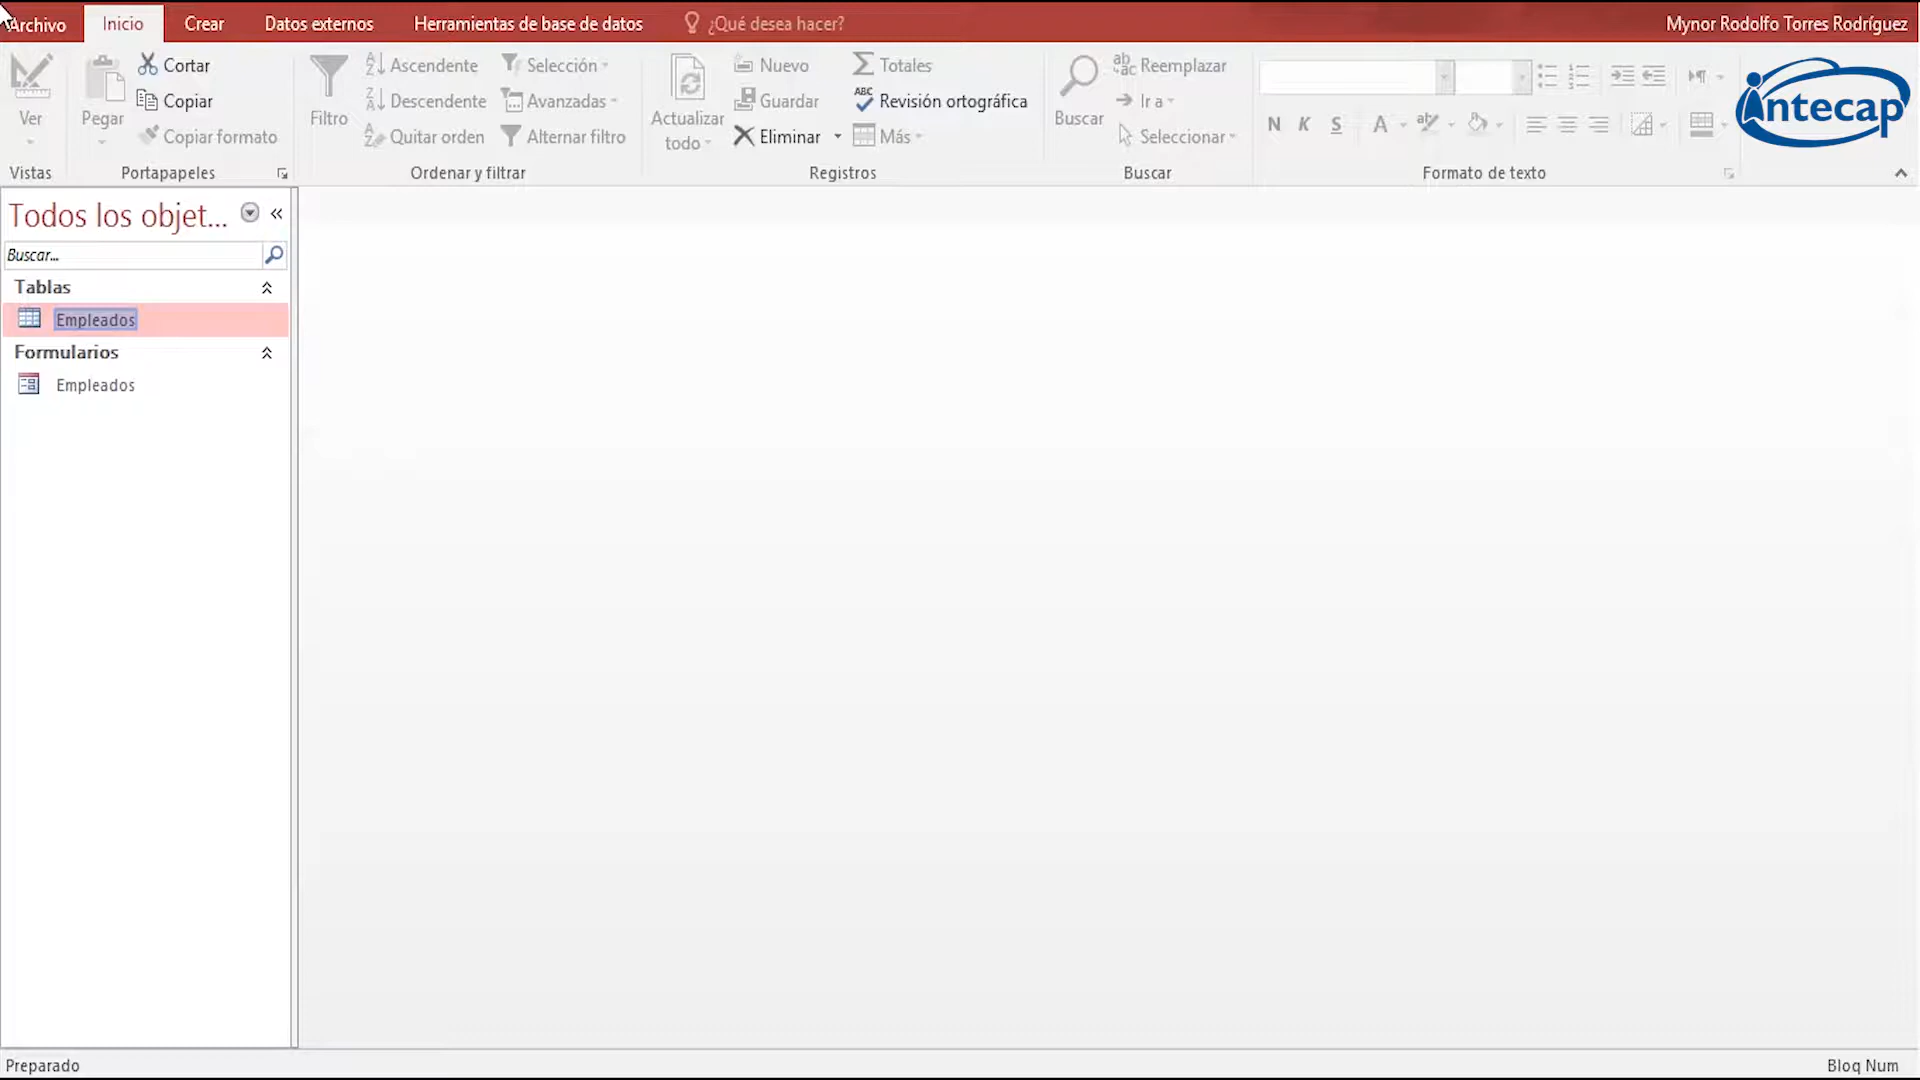 Archivo Inicio Crear Datos externos Herramientas de base de datos ¿Qué desea hacer? Mynor Rodolfo Torres Rodríguez
Ver
Vistas
Pegar
Cortar
Copiar
Copiar formato
Portapapeles
Filtro
Ascendente
Descendente
Quitar orden
Selección
Avanzadas
Alternar filtro
Ordenar y filtrar
Actualizar
todo
Nuevo
Guardar
Eliminar
Totales
ABC
Revisión ortográfica
Más
Registros
Buscar
ab
ac
Reemplazar
Ir a
Seleccionar
Buscar
N K S A
Formato de texto
intecap
Todos los objet...
Buscar...
Tablas
Empleados
Formularios
Empleados
Preparado
Bloq Num